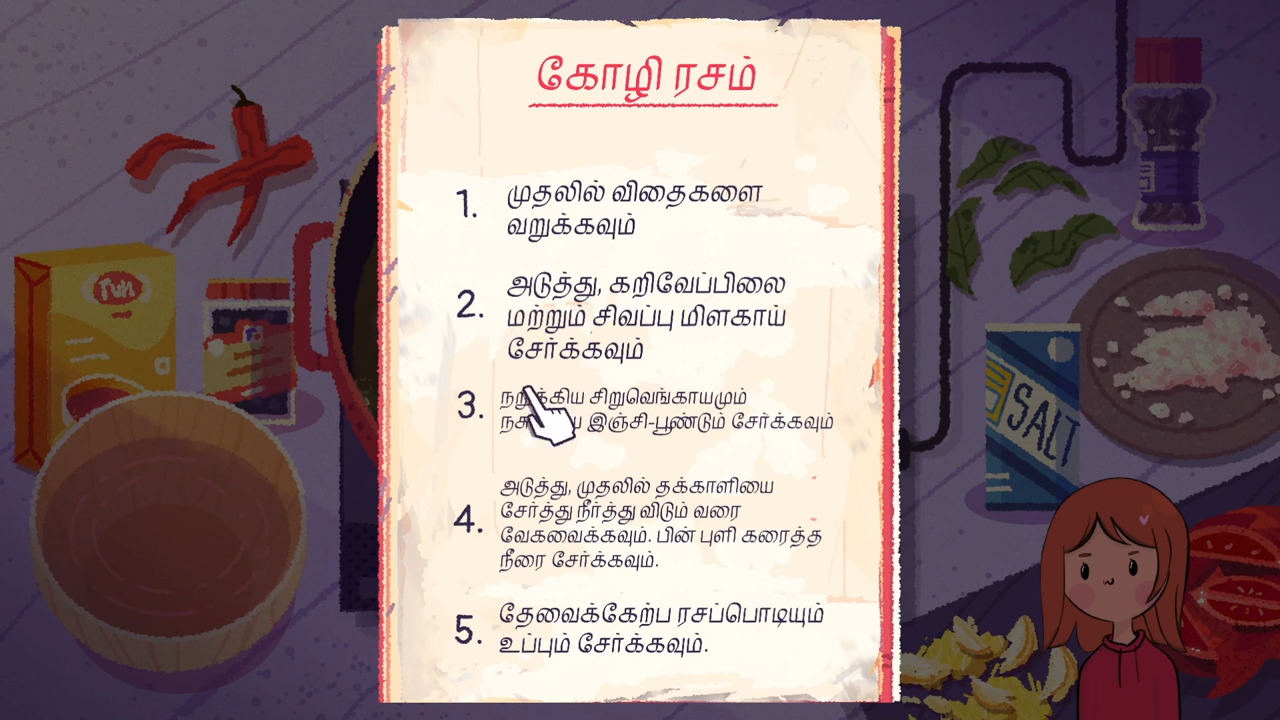 கோழி ரசம்
1. முதலில் விதைகளை
வறுக்கவும்
2. அடுத்து, கறிவேப்பிலை
மற்றும் சிவப்பு மிளகாய்
சேர்க்கவும்
3. சிறுவெங்காயமும்
இஞ்சி-பூண்டும் சேர்க்கவும்
4. அடுத்து, முதலில் தக்காளியை
சேர்த்து நீர்த்து விடும் வரை
வேகவைக்கவும். பின் புளி கரைத்த
நீரை சேர்க்கவும்.
5. தேவைக்கேற்ப ரசப்பொடியும்
உப்பும் சேர்க்கவும்.
SALT